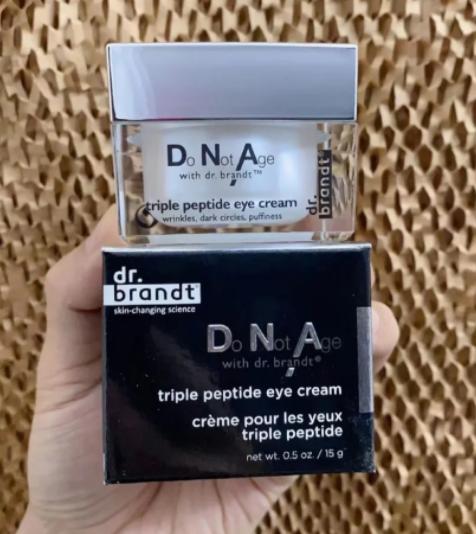 Do Not Age
with dr. brandt™
triple peptide eye cream
wrinkles, dark circles, puffiness
dr.
brandt®
dr.
brandt®
skin-changing science
Do Not Age
with dr. brandt®
triple peptide eye cream
crème pour les yeux
triple peptide
net wt. 0.5 oz. / 15 g